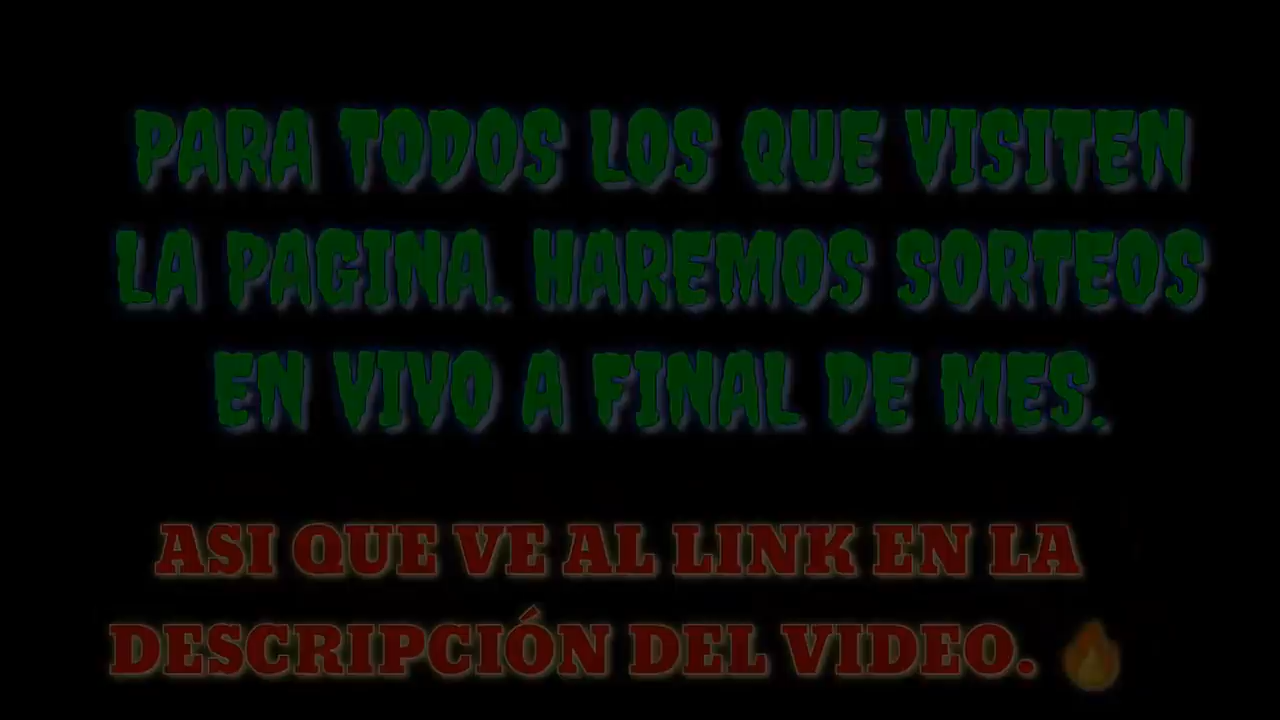 PARA TODOS LOS QUE VISITEN
LA PAGINA. HAREMOS SORTEOS
EN VIVO A FINAL DE MES.
ASI QUE VE AL LINK EN LA
DESCRIPCIÓN DEL VIDEO. 🔥